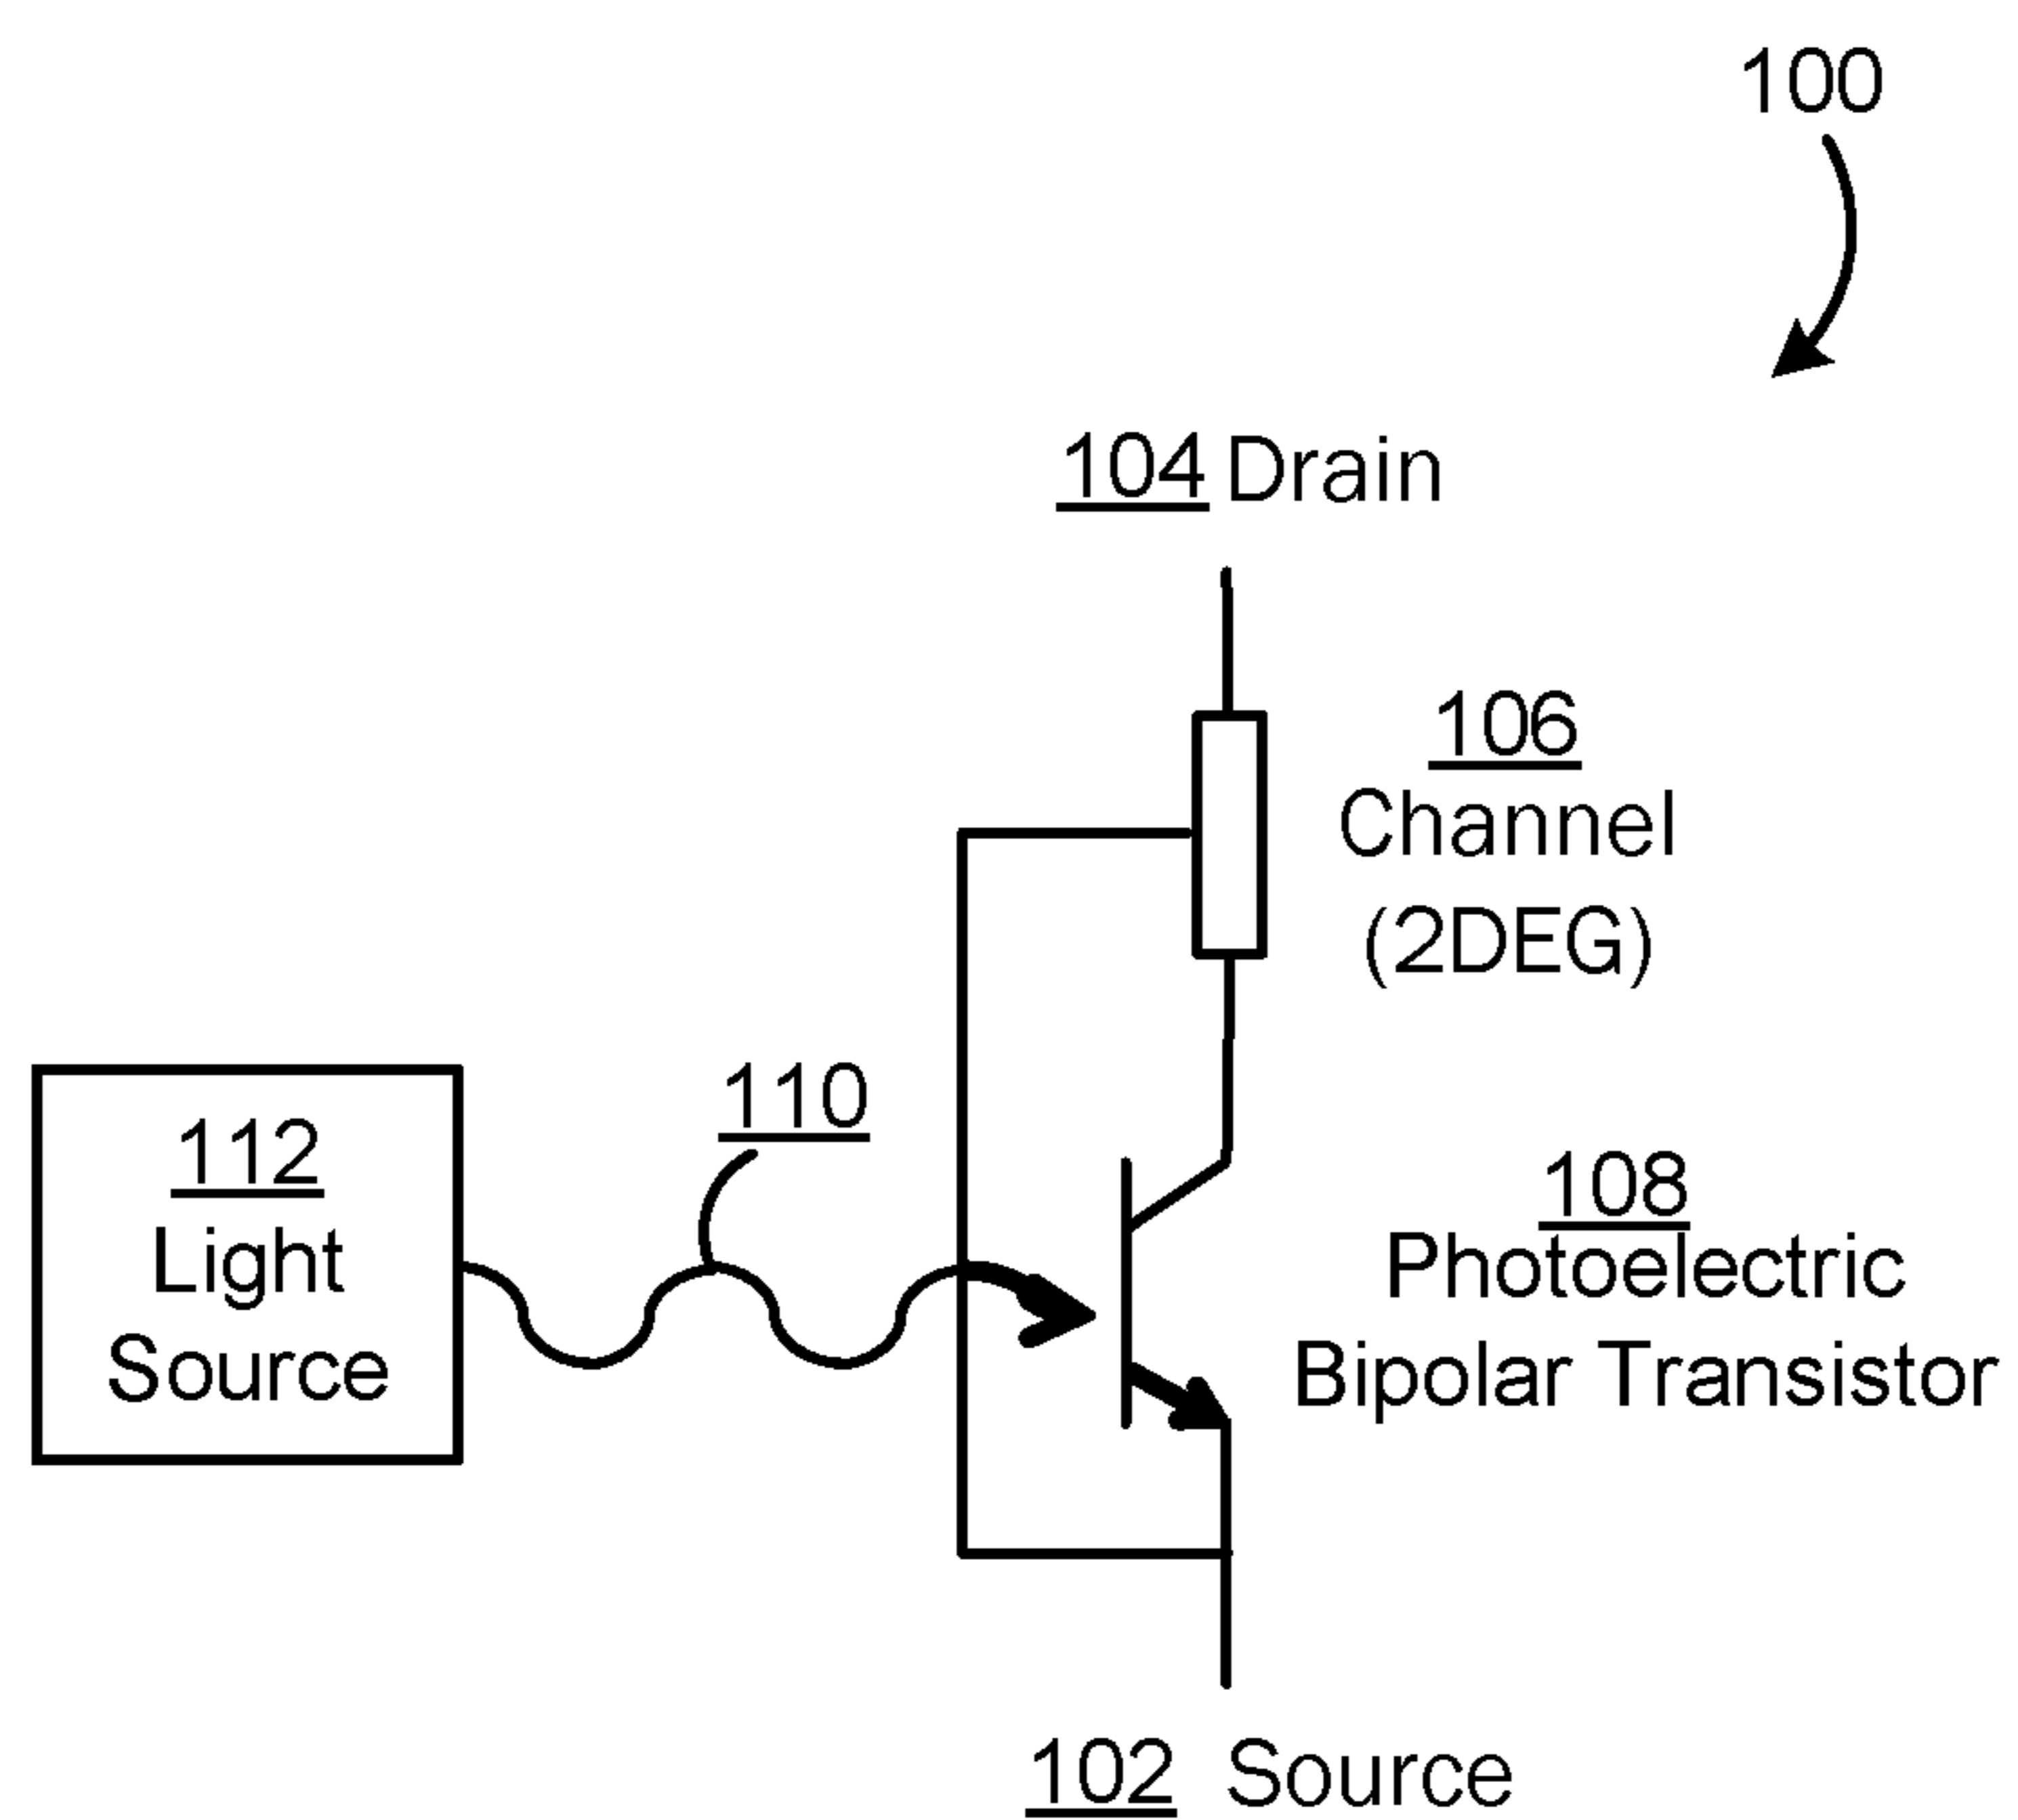 100
104 Drain
106
Channel
(2DEG)
110
112
Light
Source
108
Photoelectric
Bipolar Transistor
102 Source